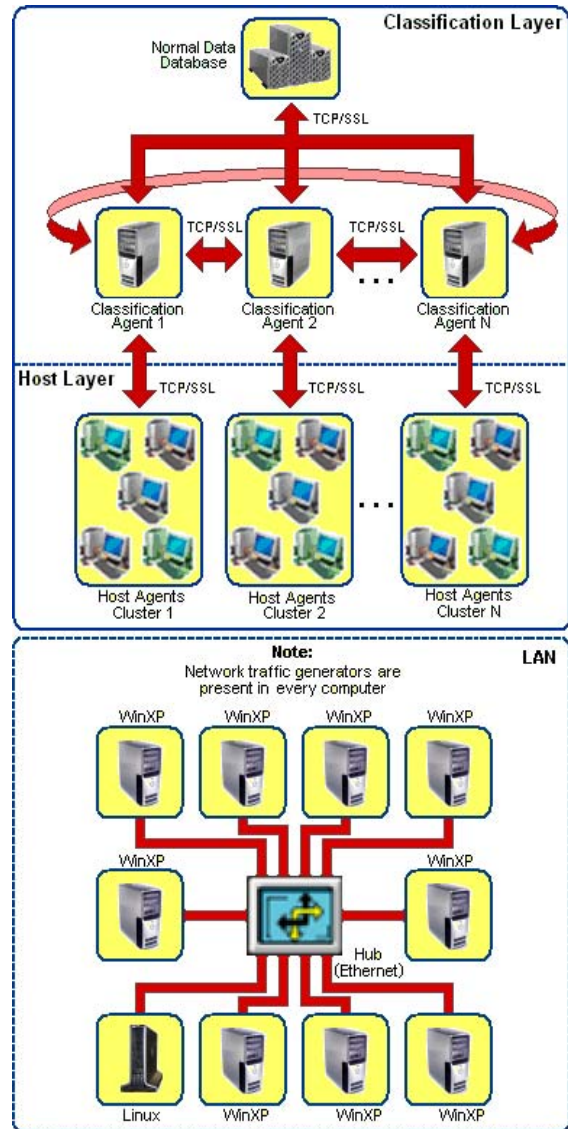 Classification Layer
Normal Data
Database
TCP/SSL
TCP/SSL
TCP/SSL
. . .
Classification
Agent 1
Classification
Agent 2
Classification
Agent N
Host Layer
TCP/SSL
TCP/SSL
TCP/SSL
. . .
Host Agents
Cluster 1
Host Agents
Cluster 2
Host Agents
Cluster N
Note:
LAN
Network traffic generators are
present in every computer
WinXP
WinXP
WinXP
WinXP
WinXP
WinXP
Hub
(Ethernet)
Linux
WinXP
WinXP
WinXP